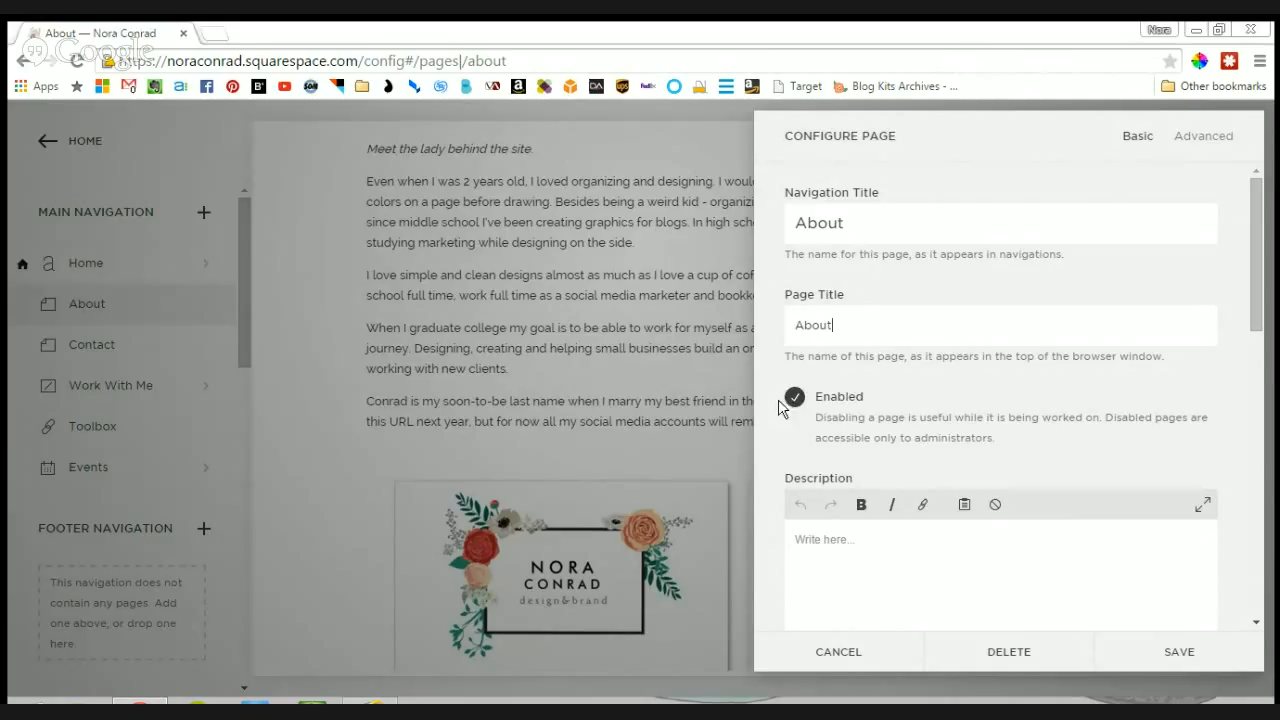 About — Nora Conrad
Nora
Google
https://noraconrad.squarespace.com/config#/pages|/about
Apps
Target
Blog Kits Archives - ...
Other bookmarks
HOME
MAIN NAVIGATION
Home
About
Contact
Work With Me
Toolbox
Events
FOOTER NAVIGATION
This navigation does not
contain any pages. Add
one above, or drop one
here.
Meet the lady behind the site.
Even when I was 2 years old, I loved organizing and designing. I would
colors on a page before drawing. Besides being a weird kid - organizi
since middle school I've been creating graphics for blogs. In high scho
studying marketing while designing on the side.
I love simple and clean designs almost as much as I love a cup of cof
school full time, work full time as a social media marketer and bookke
When I graduate college my goal is to be able to work for myself as a
journey. Designing, creating and helping small businesses build an on
working with new clients.
Conrad is my soon-to-be last name when I marry my best friend in th
this URL next year, but for now all my social media accounts will rem
NORA
CONRAD
design&brand
CONFIGURE PAGE
Basic
Advanced
Navigation Title
About
The name for this page, as it appears in navigations.
Page Title
About
The name of this page, as it appears in the top of the browser window.
Enabled
Disabling a page is useful while it is being worked on. Disabled pages are
accessible only to administrators.
Description
Write here...
CANCEL
DELETE
SAVE